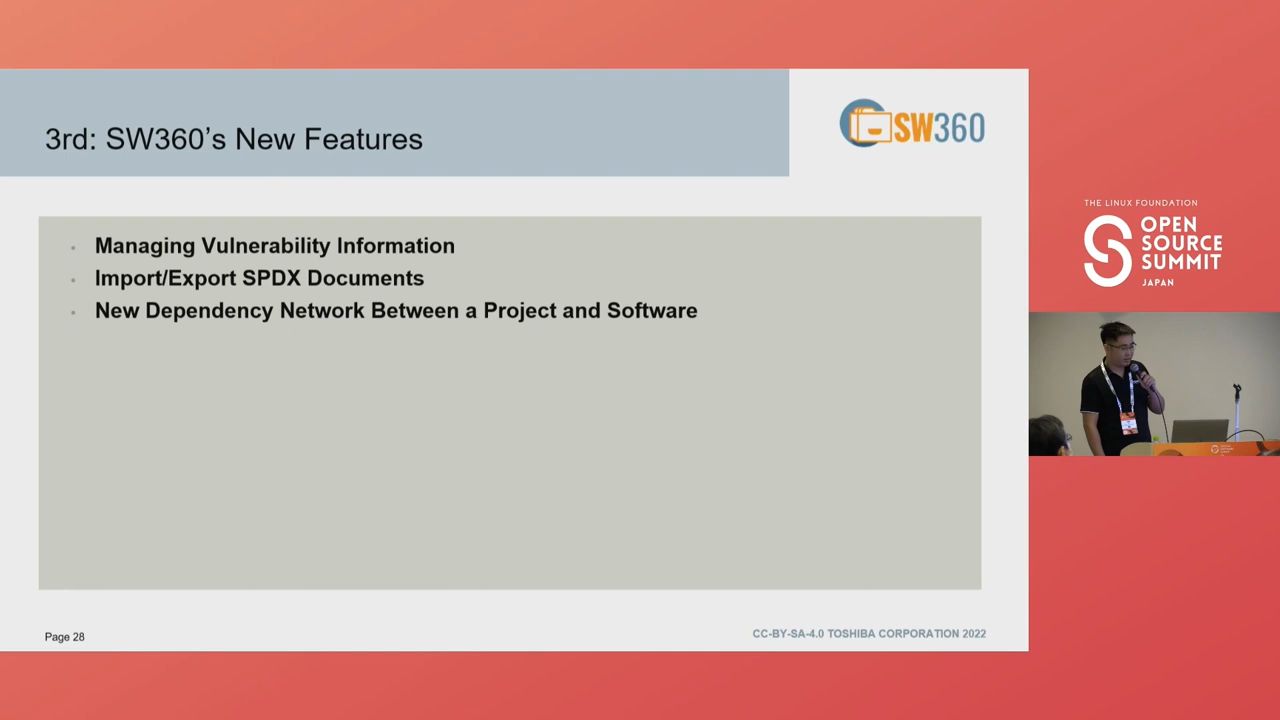 3rd: SW360’s New Features
SW360
Managing Vulnerability Information
Import/Export SPDX Documents
New Dependency Network Between a Project and Software
Page 28
CC-BY-SA-4.0 TOSHIBA CORPORATION 2022
THE LINUX FOUNDATION
OPEN
SOURCE
SUMMIT
JAPAN